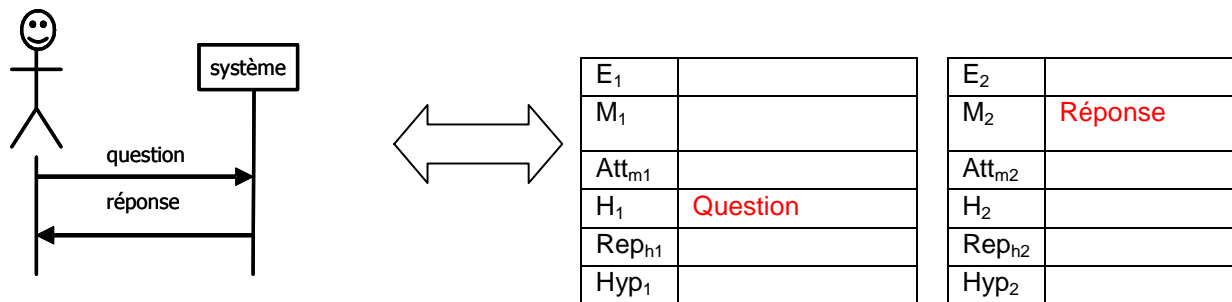 système
question
réponse
E1
M1
Attm1
H1 Question
Reph1
Hyp1
E2
M2 Réponse
Attm2
H2
Reph2
Hyp2